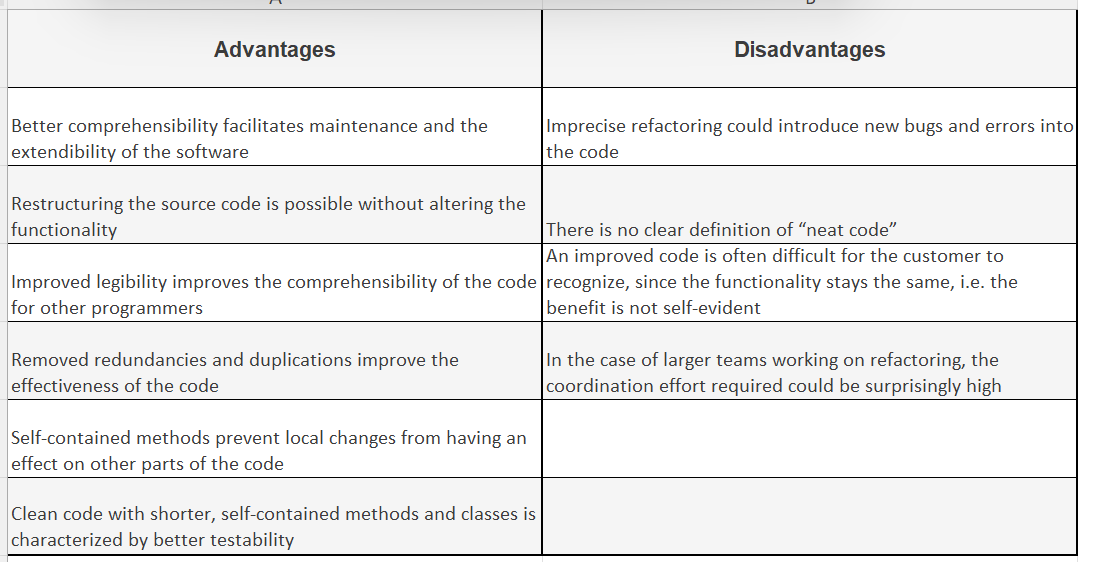 Advantages
Disadvantages
Better comprehensibility facilitates maintenance and the
extendibility of the software
Imprecise refactoring could introduce new bugs and errors into
the code
Restructuring the source code is possible without altering the
functionality
There is no clear definition of “neat code”
Improved legibility improves the comprehensibility of the code
for other programmers
An improved code is often difficult for the customer to
recognize, since the functionality stays the same, i.e. the
benefit is not self-evident
Removed redundancies and duplications improve the
effectiveness of the code
In the case of larger teams working on refactoring, the
coordination effort required could be surprisingly high
Self-contained methods prevent local changes from having an
effect on other parts of the code
Clean code with shorter, self-contained methods and classes is
characterized by better testability